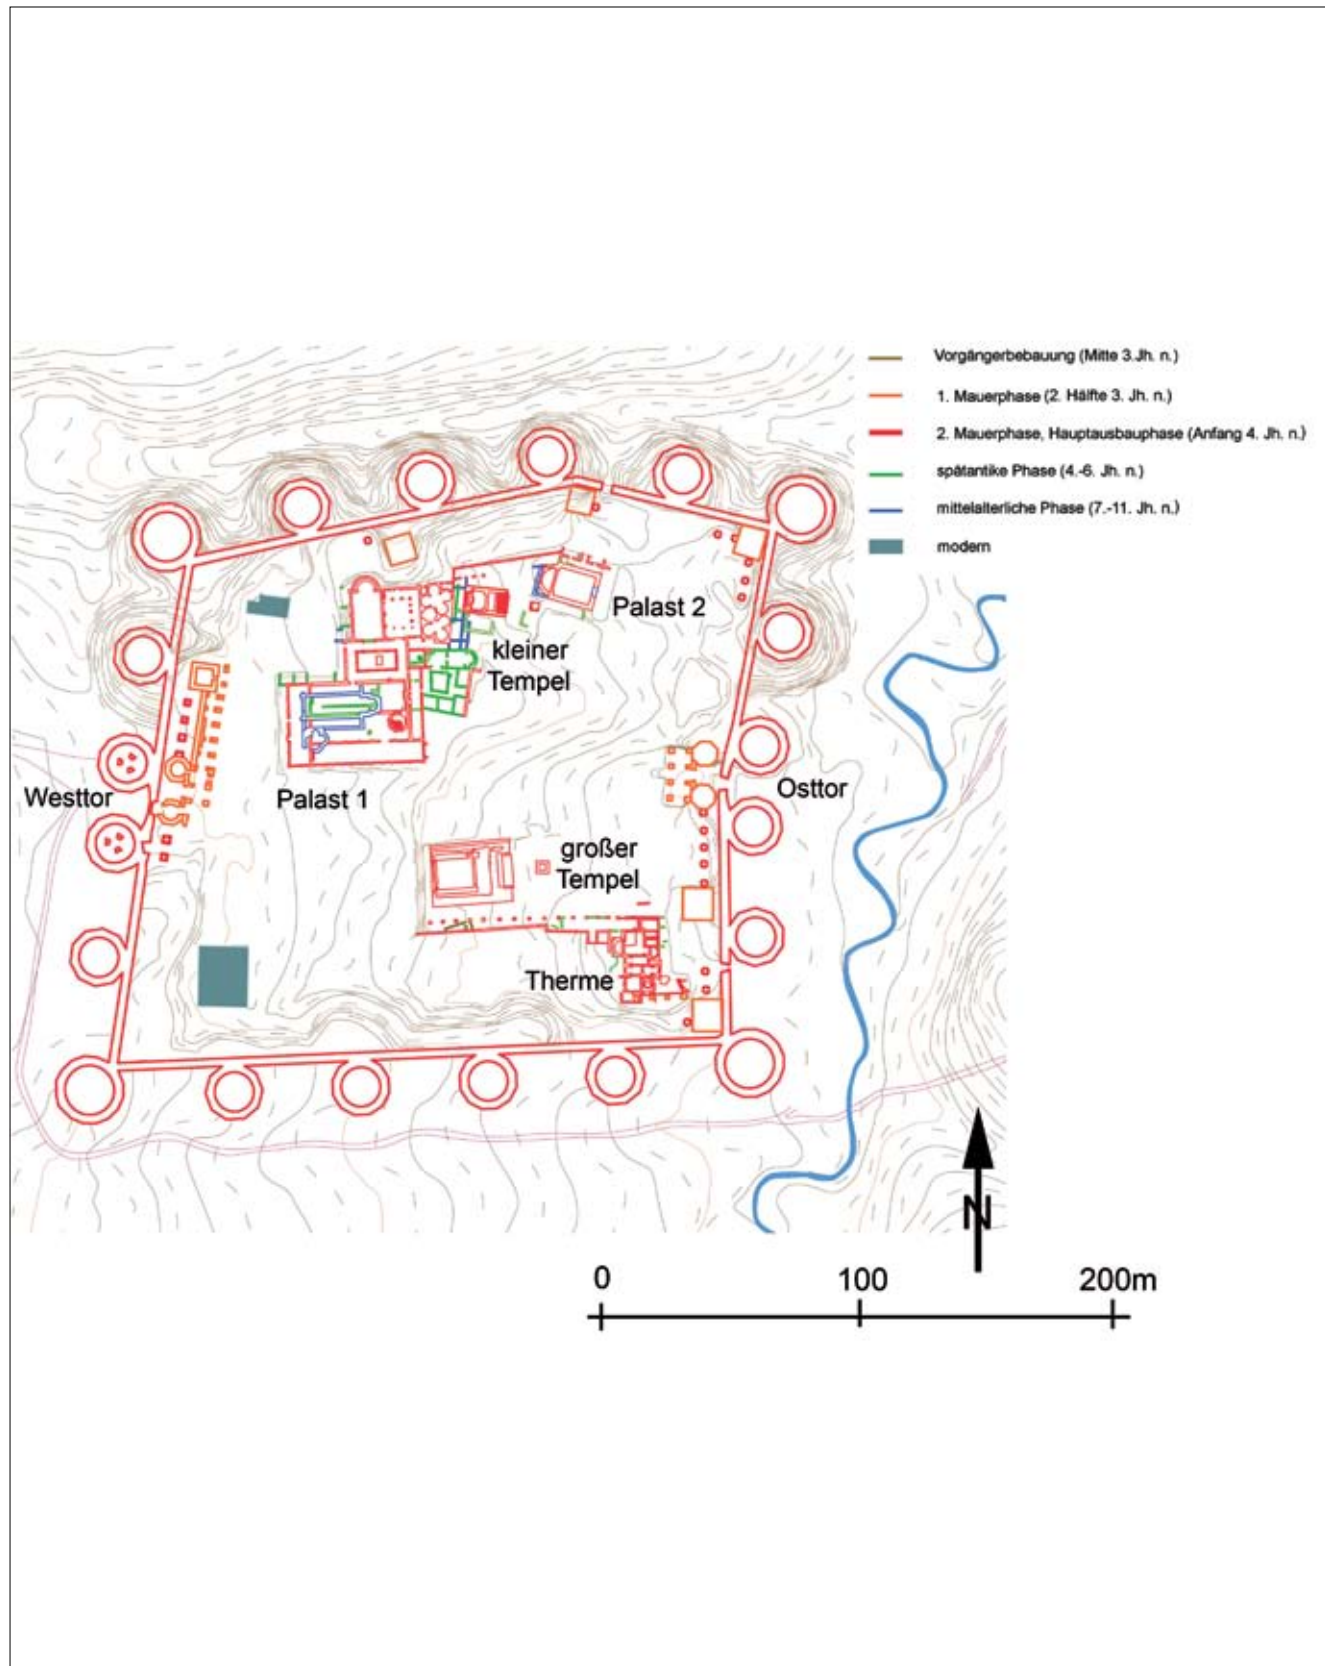 Vorgängerbebauung (Mitte 3.Jh. n.)
1. Mauerphase (2. Hälfte 3. Jh. n.)
2. Mauerphase, Hauptausbauphase (Anfang 4. Jh. n.)
spätantike Phase (4.-6. Jh. n.)
mittelalterliche Phase (7.-11. Jh. n.)
modern
Palast 2
kleiner
Tempel
Westtor
Palast 1
Osttor
großer
Tempel
Therme
N
0 100 200m